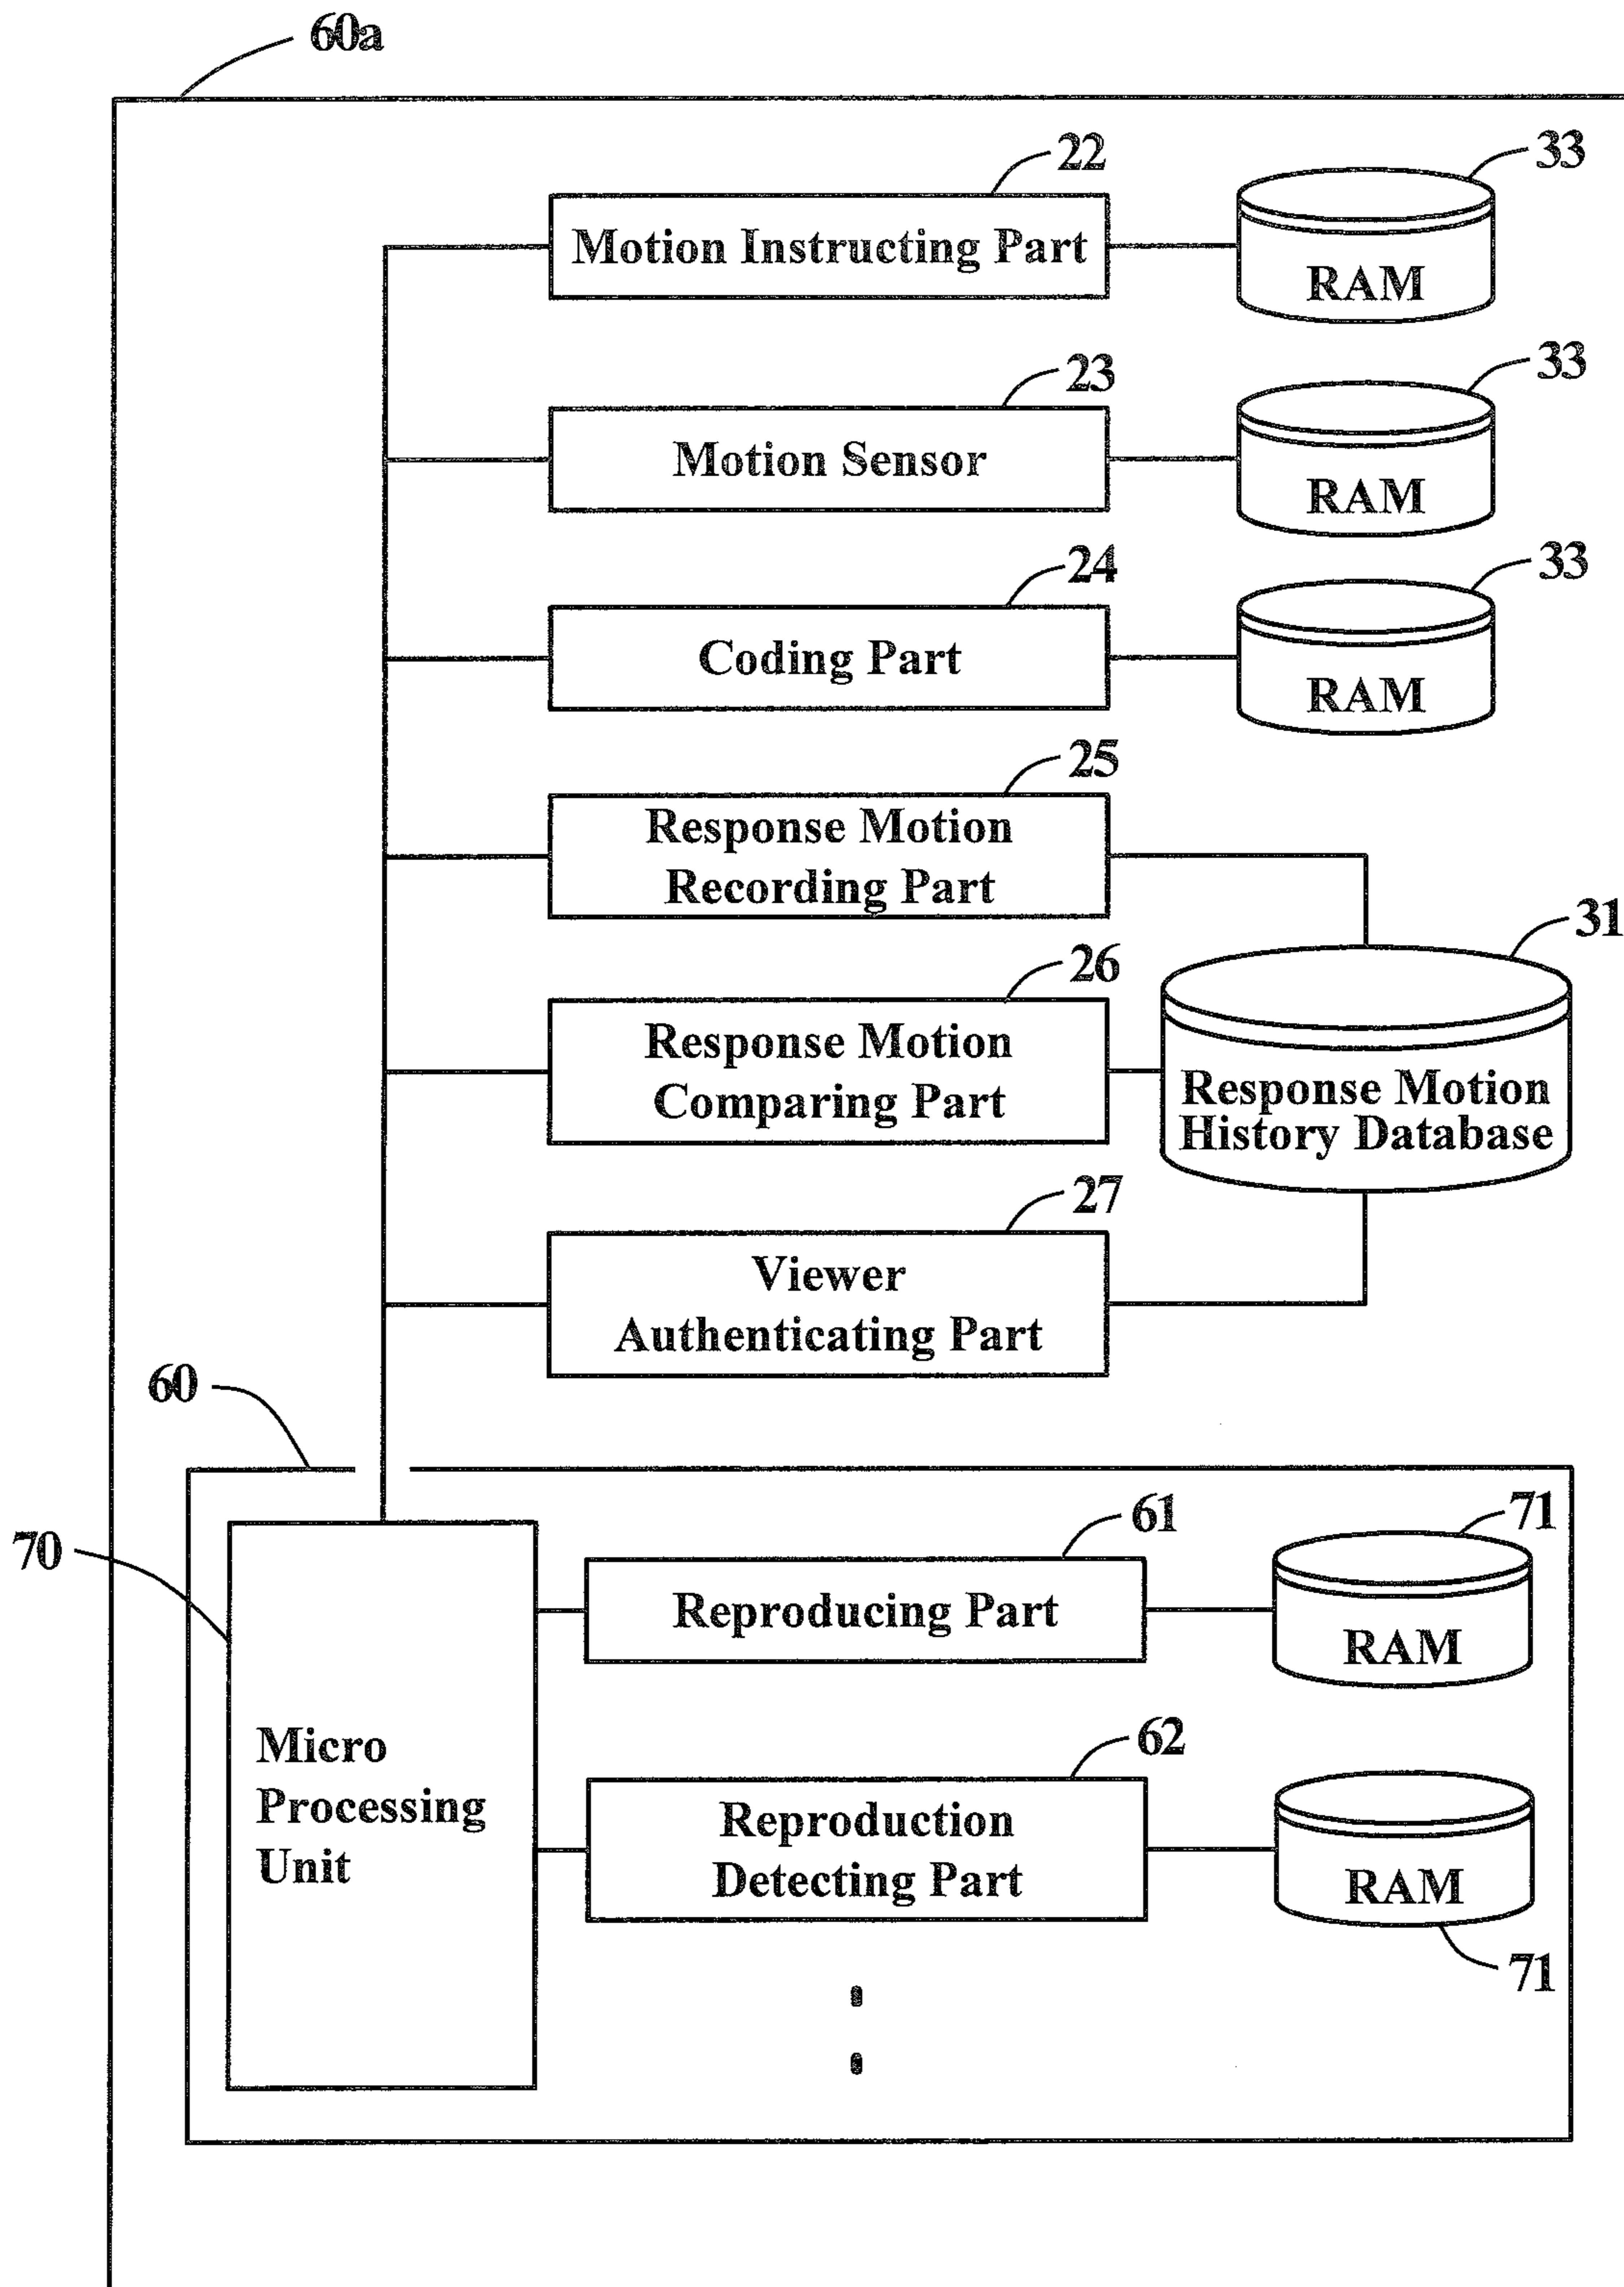 60a
22
33
Motion Instructing Part
RAM
23
33
Motion Sensor
RAM
24
33
Coding Part
RAM
25
Response Motion
Recording Part
31
26
Response Motion
Comparing Part
Response Motion
History Database
27
Viewer
Authenticating Part
60
70
61
71
Reproducing Part
RAM
Micro
Processing
Unit
62
Reproduction
Detecting Part
RAM
71